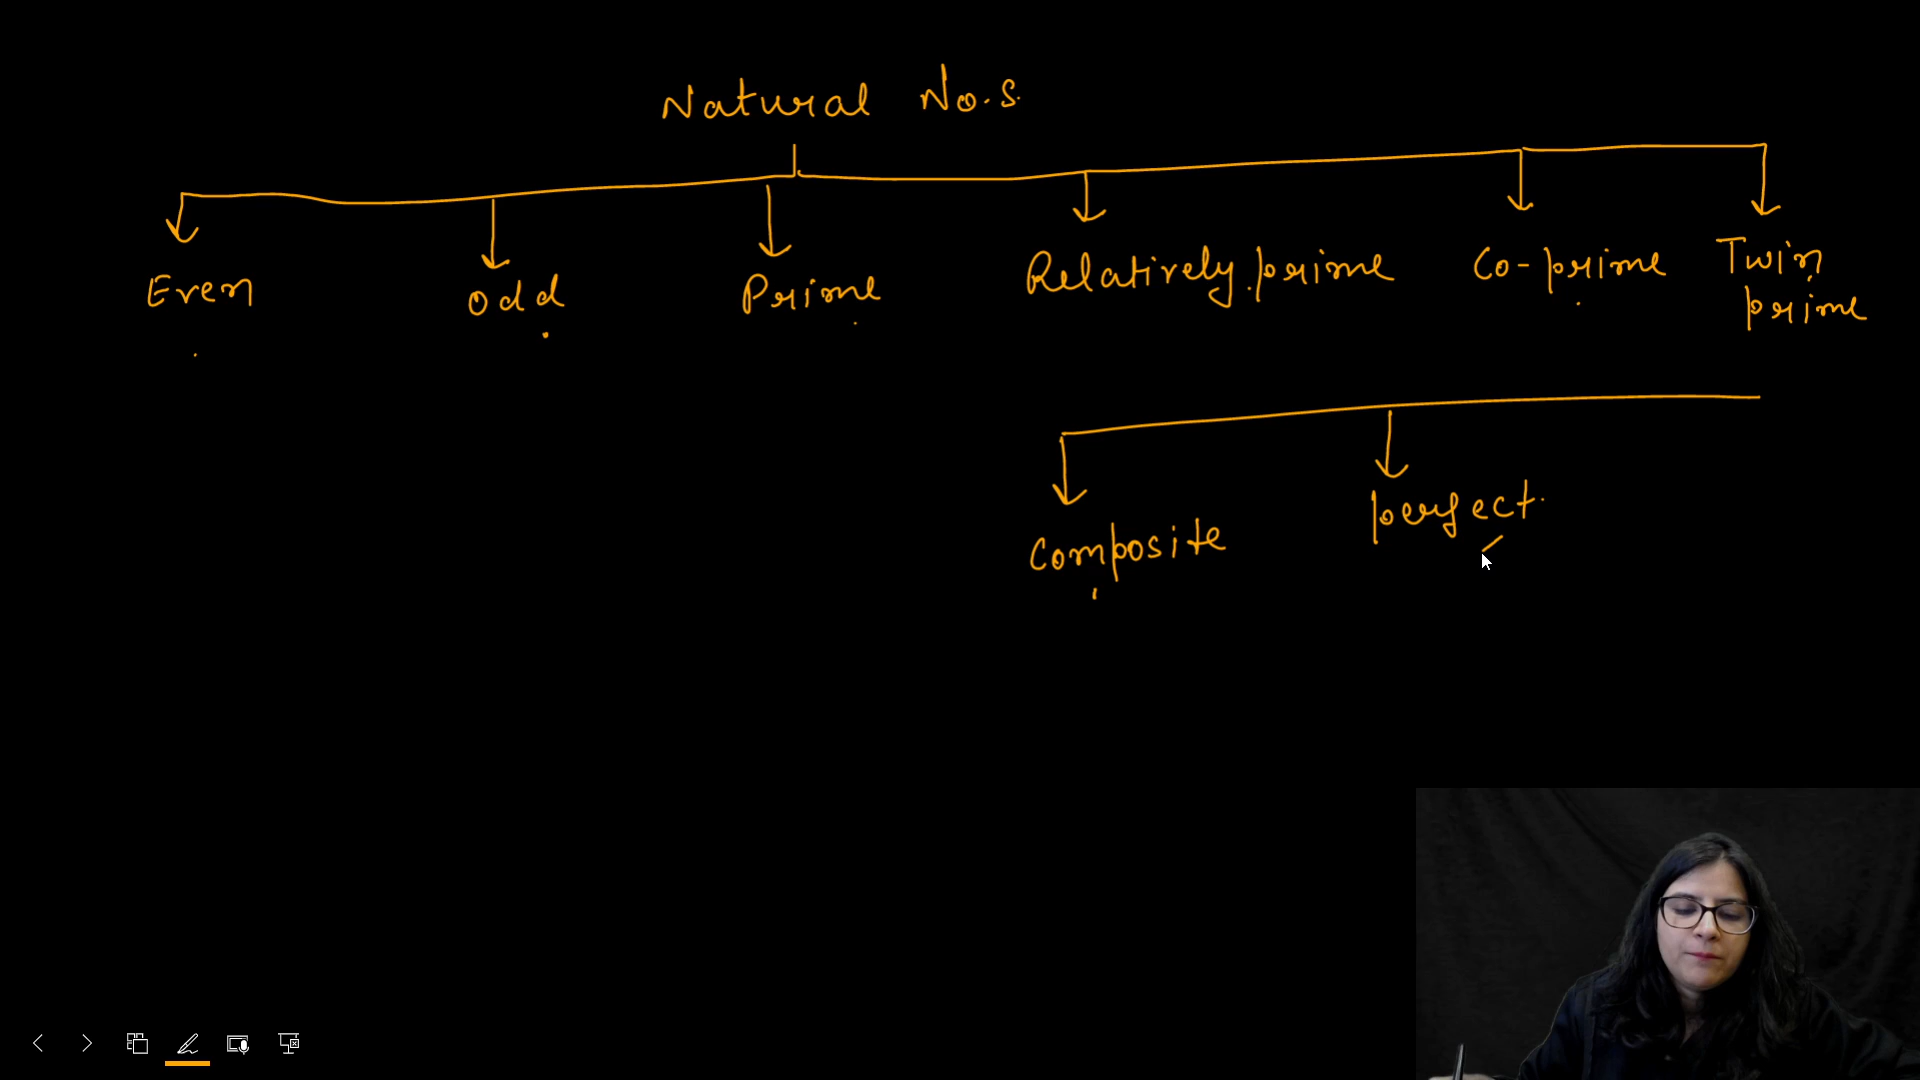 Natural No.s.
Even
odd
Prime
Relatively prime
Co-prime
Twin
prime
Composite
perfect.